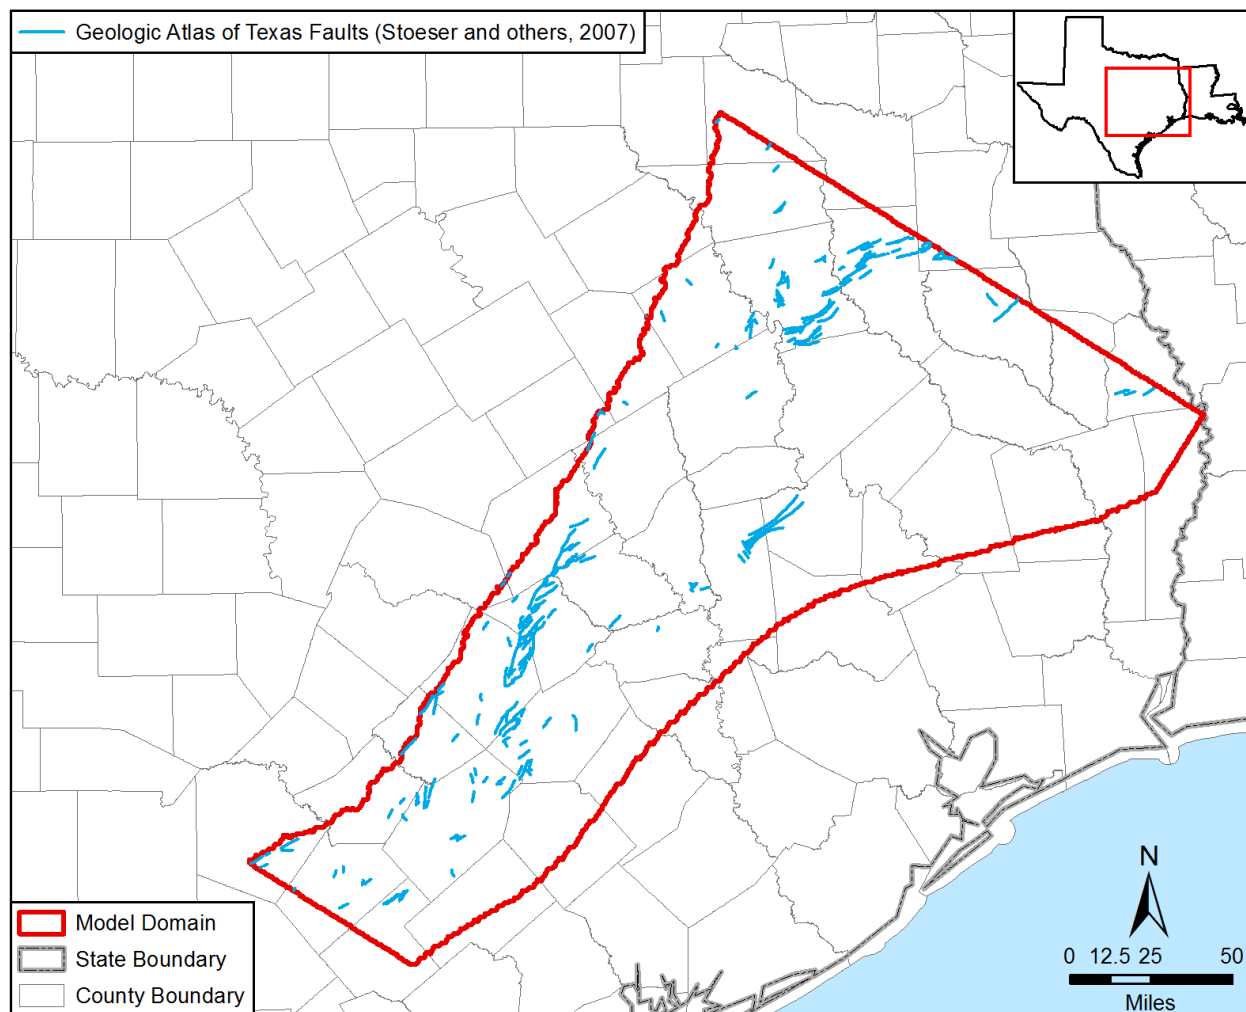 Geologic Atlas of Texas Faults (Stoeser and others, 2007)
Model Domain
State Boundary
County Boundary
N
0 12.5 25 50
Miles